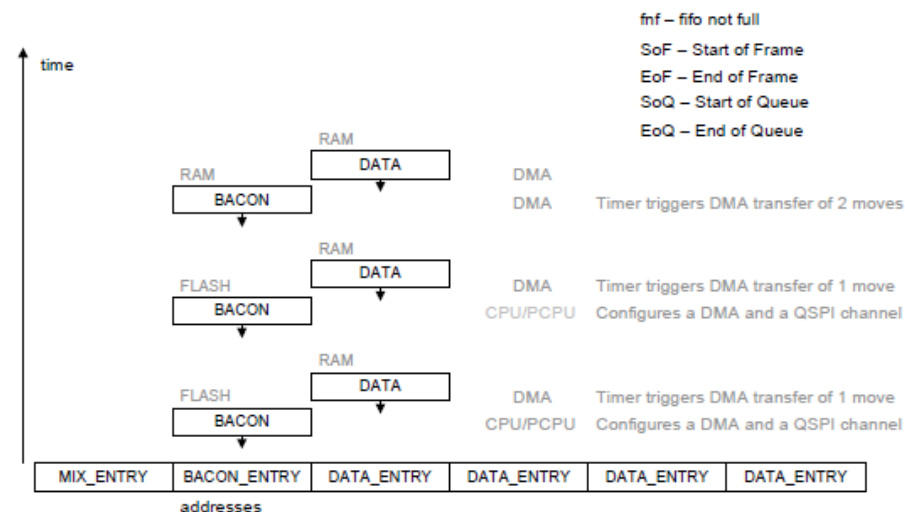 fnf – fifo not full
SoF – Start of Frame
time
EoF – End of Frame
SoQ – Start of Queue
EoQ – End of Queue
RAM
DATA
RAM
DMA
BACON
DMA Timer triggers DMA transfer of 2 moves
RAM
DATA
FLASH
DMA Timer triggers DMA transfer of 1 move
BACON
CPU/PCPU Configures a DMA and a QSPI channel
RAM
DATA
FLASH
DMA Timer triggers DMA transfer of 1 move
BACON
CPU/PCPU Configures a DMA and a QSPI channel
MIX_ENTRY BACON_ENTRY DATA_ENTRY DATA_ENTRY DATA_ENTRY DATA_ENTRY
addresses